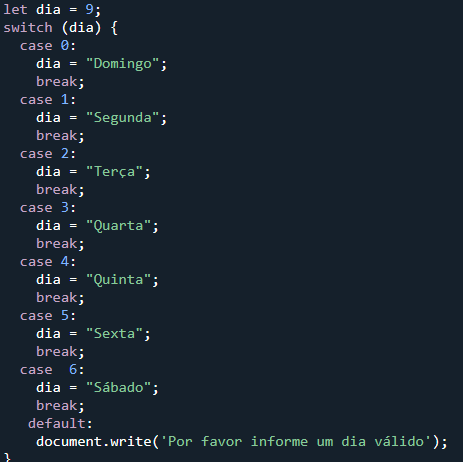 let dia = 9;
switch (dia) {
  case 0:
    dia = "Domingo";
    break;
  case 1:
    dia = "Segunda";
    break;
  case 2:
    dia = "Terça";
    break;
  case 3:
    dia = "Quarta";
    break;
  case 4:
    dia = "Quinta";
    break;
  case 5:
    dia = "Sexta";
    break;
  case  6:
    dia = "Sábado";
    break;
   default:
    document.write('Por favor informe um dia válido');
}